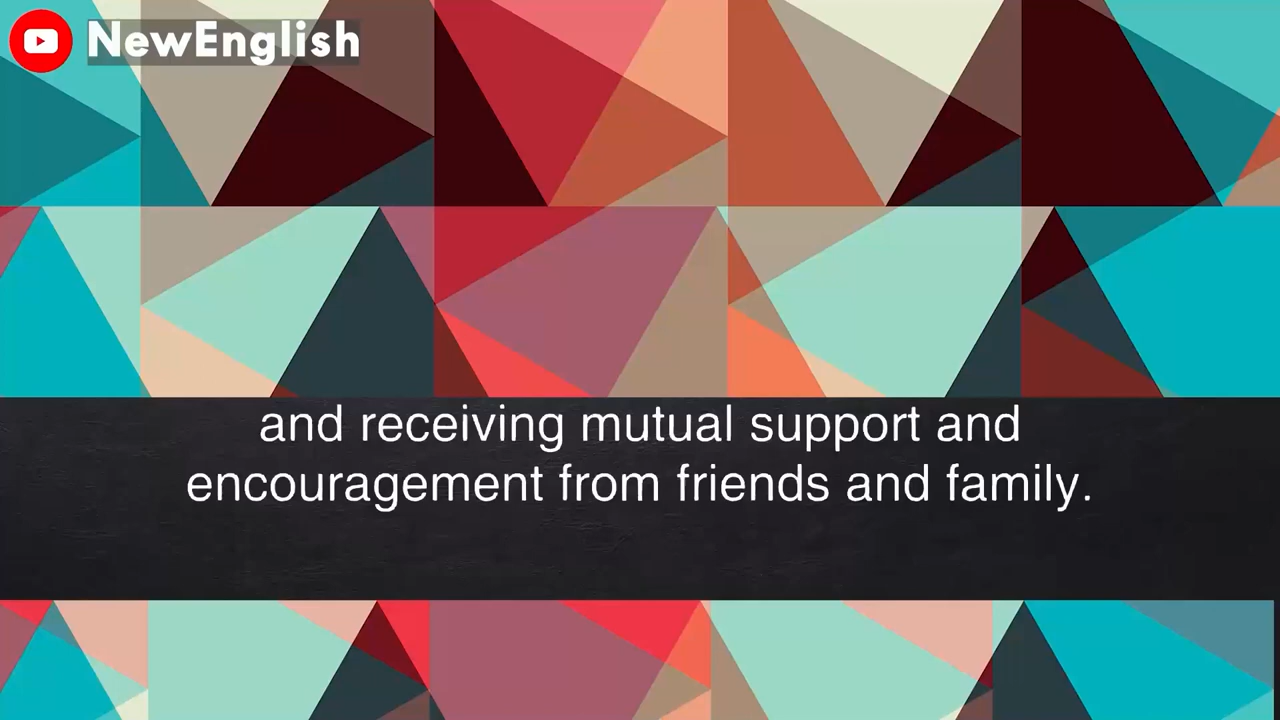 NewEnglish
and receiving mutual support and
encouragement from friends and family.